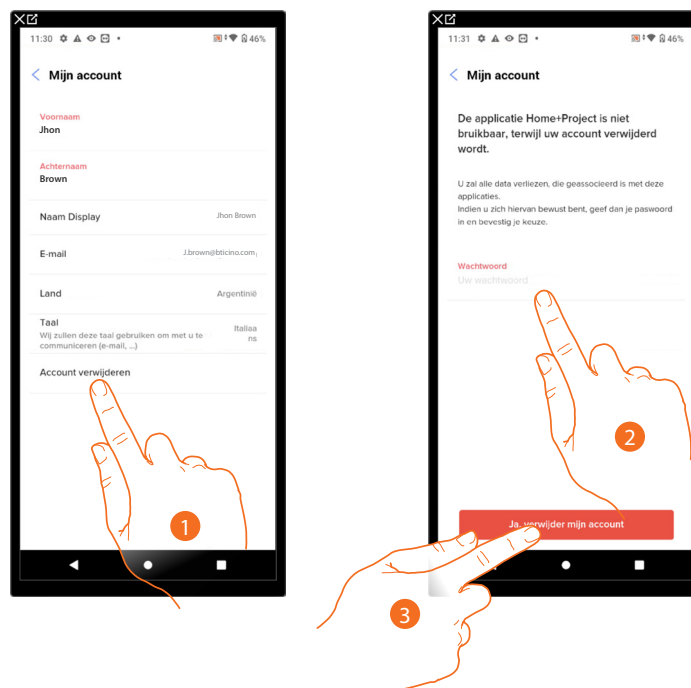 11:30
46%
Mijn account
Voornaam
Jhon
Achternaam
Brown
Naam Display Jhon Brown
E-mail J.brown@bticino.com
Land Argentinië
Taal
Wij zullen deze taal gebruiken om met u te
communiceren (e-mail, ...)
Italiaa
ns
Account verwijderen
1
11:31
46%
Mijn account
De applicatie Home+Project is niet
bruikbaar, terwijl uw account verwijderd
wordt.
U zal alle data verliezen, die geassocieerd is met deze
applicaties.
Indien u zich hiervan bewust bent, geef dan je paswoord
in en bevestig je keuze.
Wachtwoord
Uw wachtwoord
2
Ja, verwijder mijn account
3